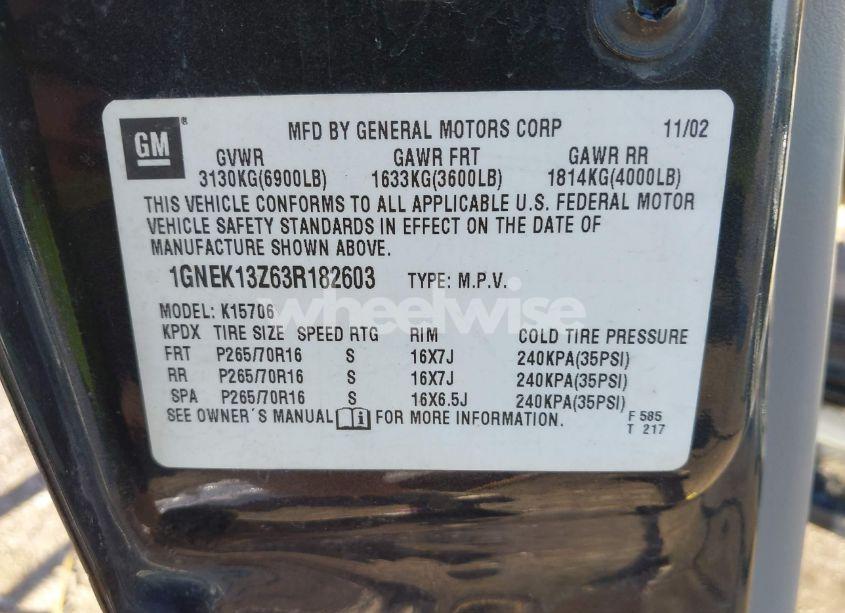 GM ® MFD BY GENERAL MOTORS CORP 11/02
GVWR GAWR FRT GAWR RR
3130KG(6900LB) 1633KG(3600LB) 1814KG(4000LB)
THIS VEHICLE CONFORMS TO ALL APPLICABLE U.S. FEDERAL MOTOR
VEHICLE SAFETY STANDARDS IN EFFECT ON THE DATE OF
MANUFACTURE SHOWN ABOVE.
1GNEK13Z63R182603 TYPE: M.P.V.
wheelwise
MODEL: K15706
KPDX TIRE SIZE SPEED RTG RIM COLD TIRE PRESSURE
FRT P265/70R16 S 16X7J 240KPA(35PSI)
RR P265/70R16 S 16X7J 240KPA(35PSI)
SPA P265/70R16 S 16X6.5J 240KPA(35PSI)
SEE OWNER´S MANUAL i FOR MORE INFORMATION.
F 585
T 217